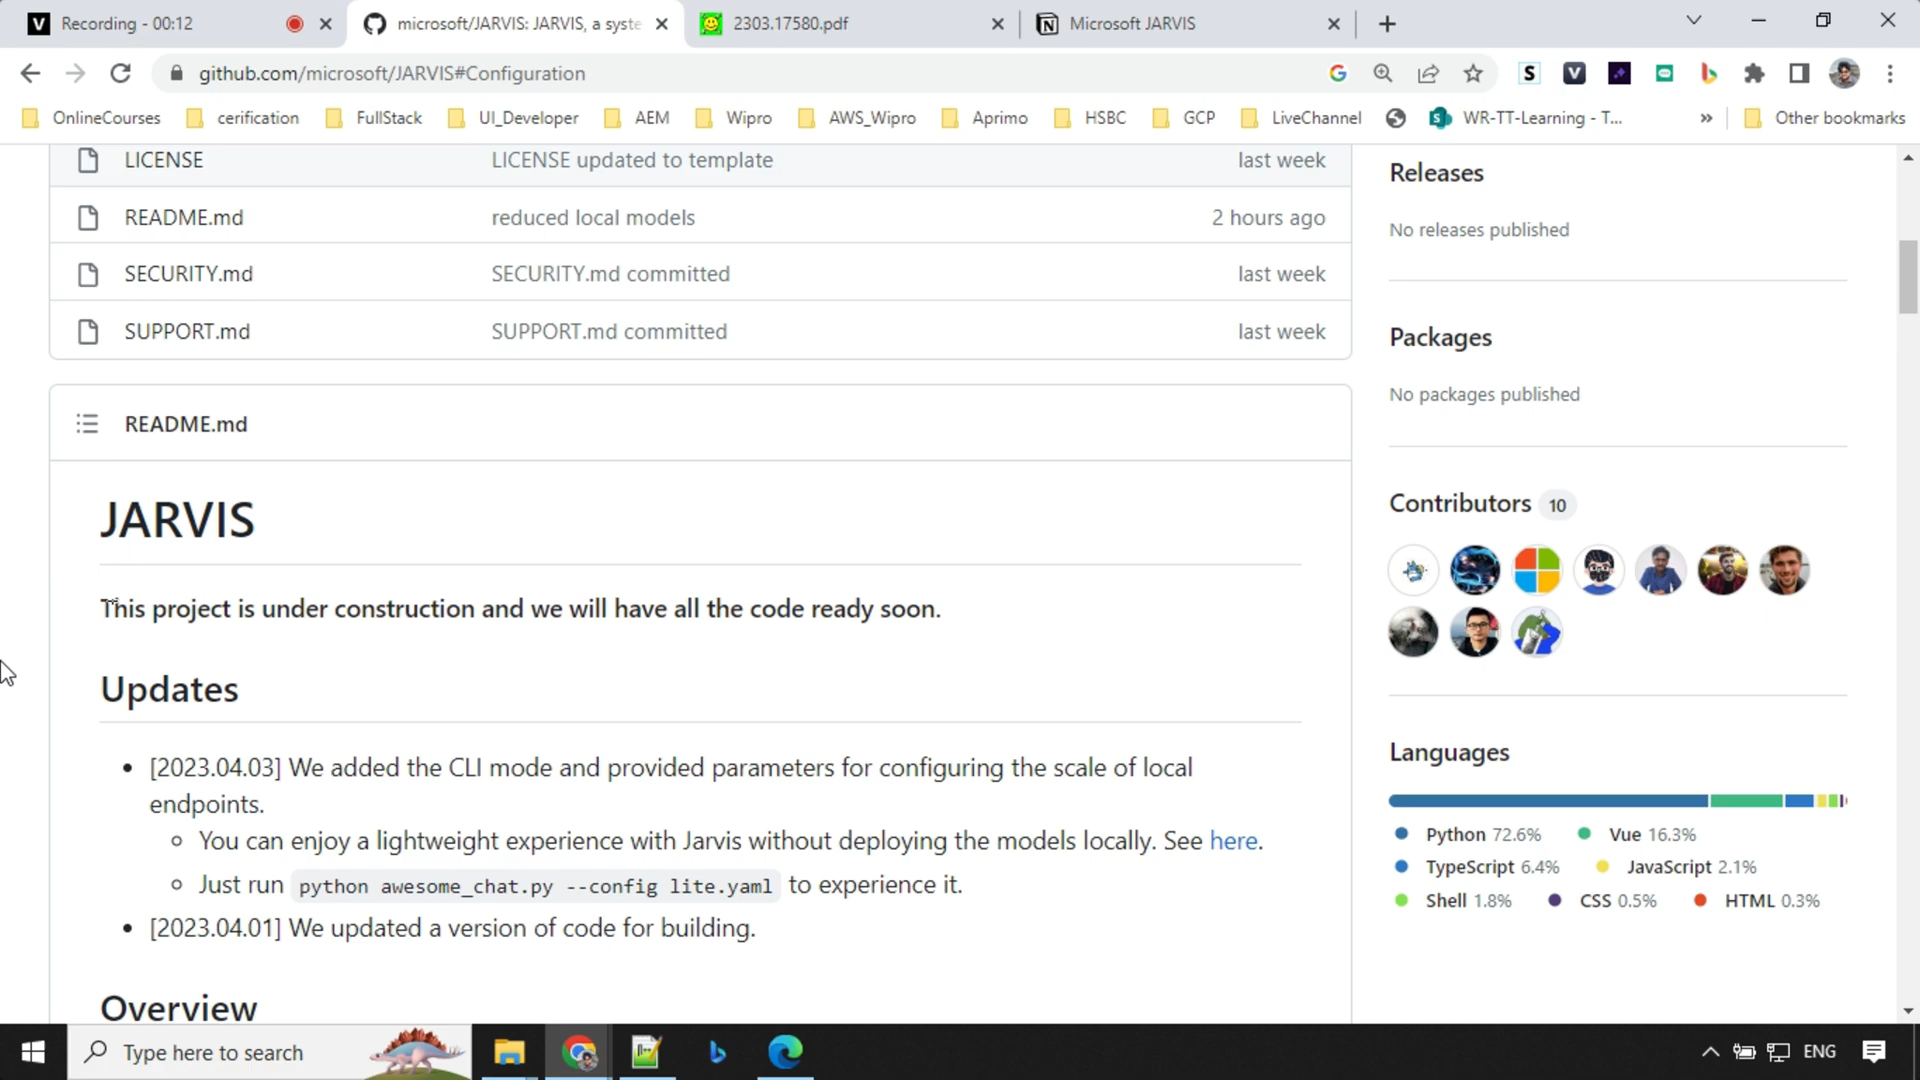 Recording - 00:12
microsoft/JARVIS: JARVIS, a syste
2303.17580.pdf
Microsoft JARVIS
github.com/microsoft/JARVIS#Configuration
OnlineCourses cerification FullStack UI_Developer AEM Wipro AWS_Wipro Aprimo HSBC GCP LiveChannel WR-TT-Learning - T... » Other bookmarks
LICENSE LICENSE updated to template last week
README.md reduced local models 2 hours ago
SECURITY.md SECURITY.md committed last week
SUPPORT.md SUPPORT.md committed last week
README.md
JARVIS
This project is under construction and we will have all the code ready soon.
Updates
• [2023.04.03] We added the CLI mode and provided parameters for configuring the scale of local
endpoints.
◦ You can enjoy a lightweight experience with Jarvis without deploying the models locally. See here.
◦ Just run python awesome_chat.py --config lite.yaml to experience it.
• [2023.04.01] We updated a version of code for building.
Overview
Releases
No releases published
Packages
No packages published
Contributors 10
Languages
Python 72.6% Vue 16.3%
TypeScript 6.4% JavaScript 2.1%
Shell 1.8% CSS 0.5% HTML 0.3%
Type here to search
ENG